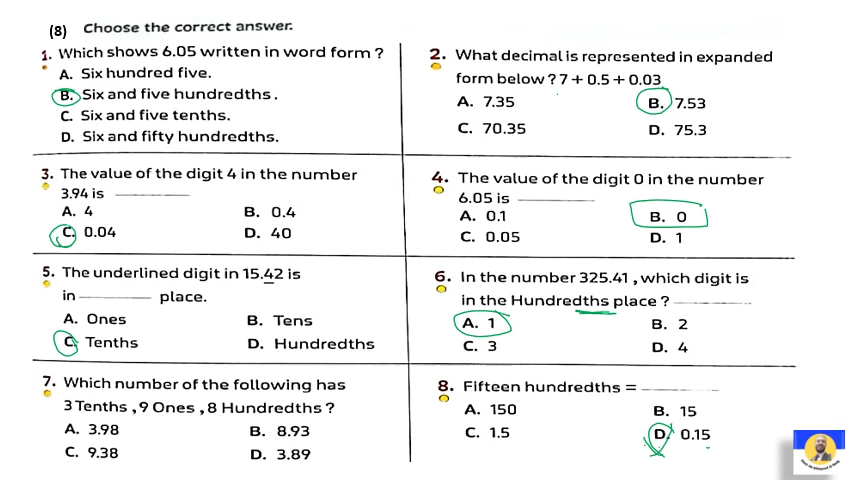 (8) Choose the correct answer.
1. Which shows 6.05 written in word form ?
A. Six hundred five.
B. Six and five hundredths.
C. Six and five tenths.
D. Six and fifty hundredths.
2. What decimal is represented in expanded
form below ? 7 + 0.5 + 0.03
A. 7.35
B. 7.53
C. 70.35
D. 75.3
3. The value of the digit 4 in the number
3.94 is ________
A. 4
B. 0.4
C. 0.04
D. 40
4. The value of the digit 0 in the number
6.05 is ________
A. 0.1
B. 0
C. 0.05
D. 1
5. The underlined digit in 15.42 is
in ________ place.
A. Ones
B. Tens
C. Tenths
D. Hundredths
6. In the number 325.41 , which digit is
in the Hundredths place ? ________
A. 1
B. 2
C. 3
D. 4
7. Which number of the following has
3 Tenths , 9 Ones , 8 Hundredths ?
A. 3.98
B. 8.93
C. 9.38
D. 3.89
8. Fifteen hundredths = ________
A. 150
B. 15
C. 1.5
D. 0.15